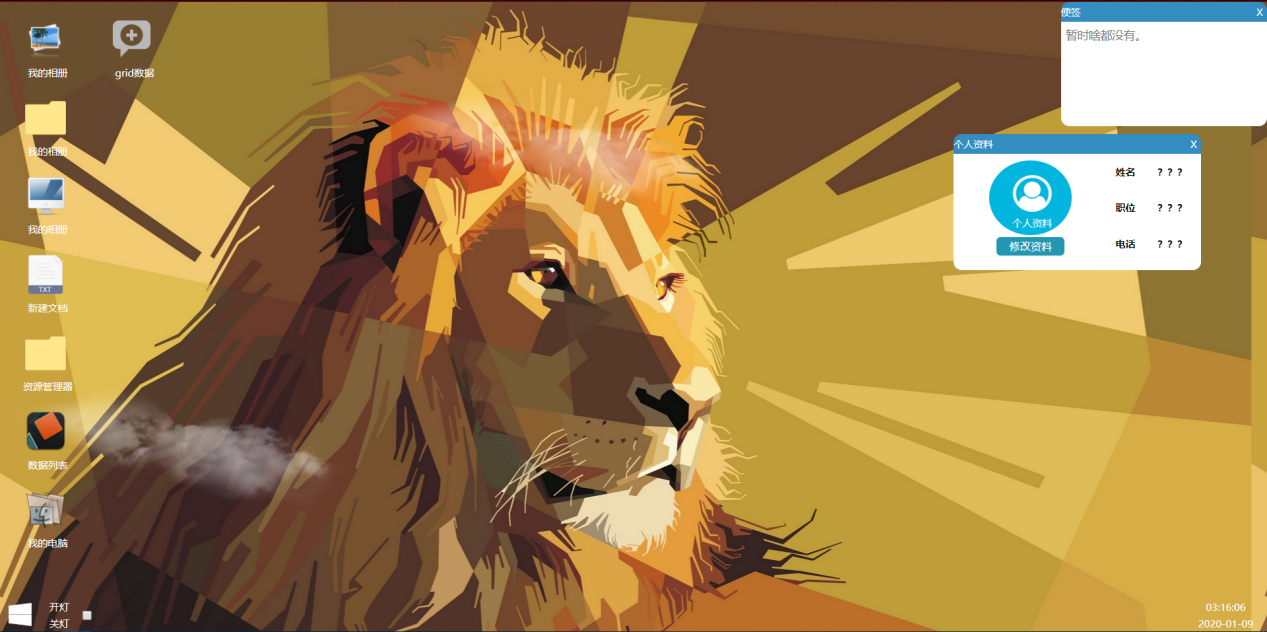 我的相册
grid数据
我的相册
我的相册
TXT
新建文档
资源管理器
数据列表
我的电脑
开灯
关灯
便签 X
暂时啥都没有。
个人资料 X
个人资料
修改资料
姓名 ? ? ?
职位 ? ? ?
电话 ? ? ?
03:16:06
2020-01-09